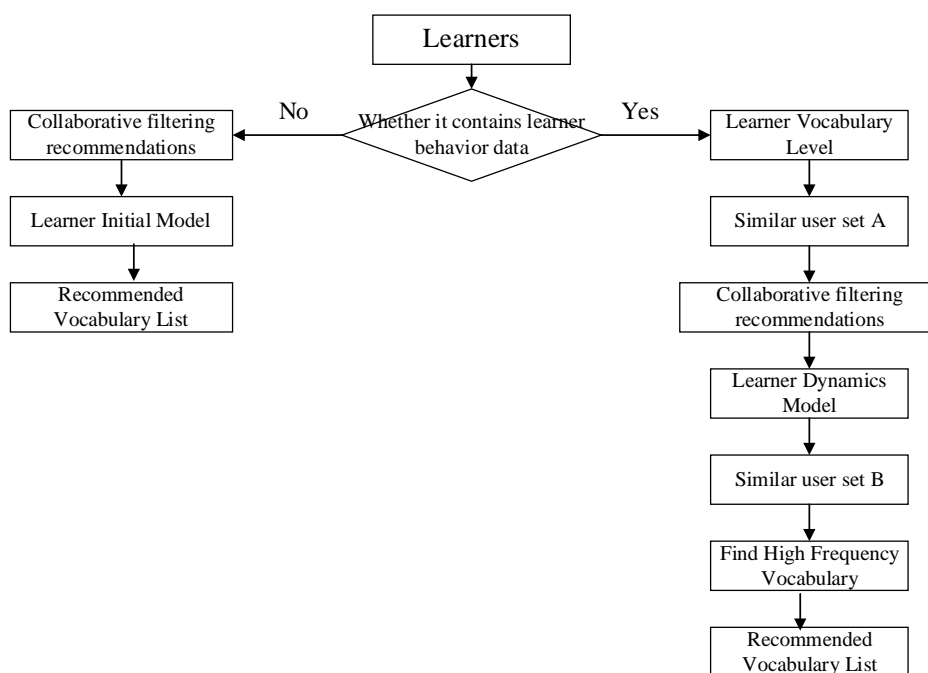 Learners
No
Whether it contains learner
behavior data
Yes
Collaborative filtering
recommendations
Learner Initial Model
Recommended
Vocabulary List
Learner Vocabulary
Level
Similar user set A
Collaborative filtering
recommendations
Learner Dynamics
Model
Similar user set B
Find High Frequency
Vocabulary
Recommended
Vocabulary List